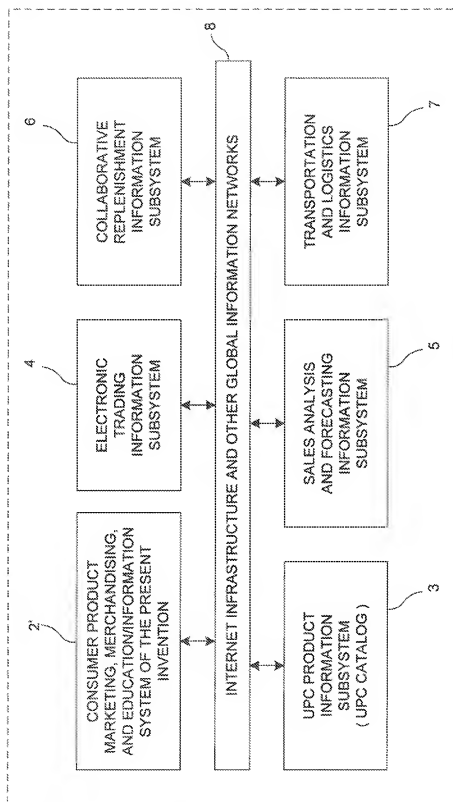 2'
CONSUMER PRODUCT
MARKETING, MERCHANDISING,
AND EDUCATION/INFORMATION
SYSTEM OF THE PRESENT
INVENTION
4
ELECTRONIC
TRADING
INFORMATION
SUBSYSTEM
6
COLLABORATIVE
REPLENISHMENT
INFORMATION
SUBSYSTEM
8
INTERNET INFRASTRUCTURE AND OTHER GLOBAL INFORMATION NETWORKS
UPC PRODUCT
INFORMATION
SUBSYSTEM
( UPC CATALOG )
3
SALES ANALYSIS
AND FORECASTING
INFORMATION
SUBSYSTEM
5
TRANSPORTATION
AND LOGISTICS
INFORMATION
SUBSYSTEM
7